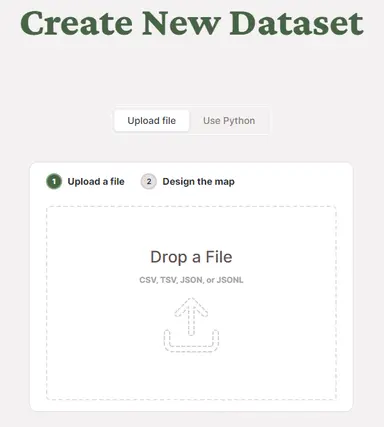 Create New Dataset
Upload file Use Python
1 Upload a file 2 Design the map
Drop a File
CSV, TSV, JSON, or JSONL